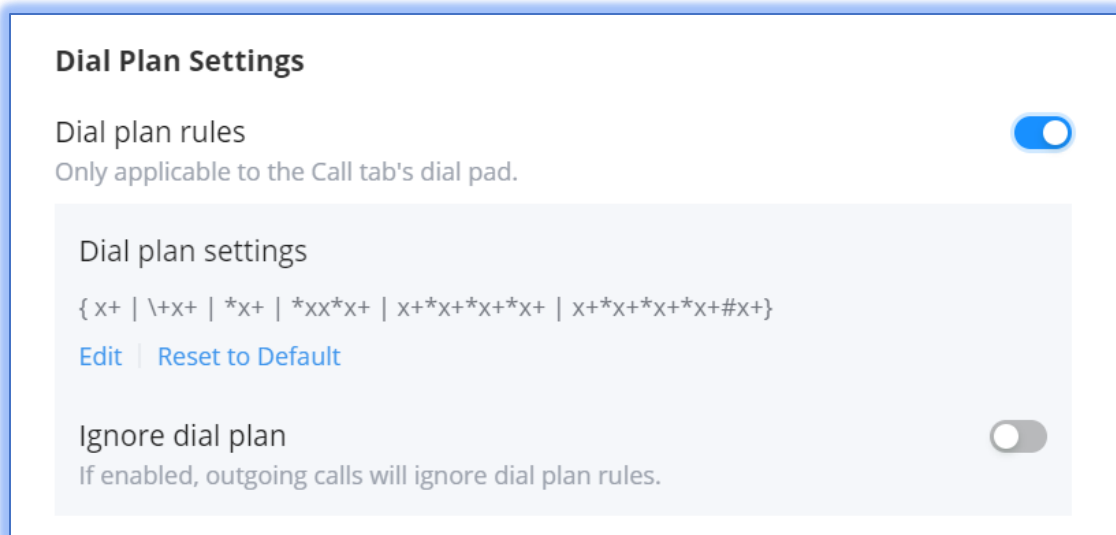 Dial Plan Settings
Dial plan rules
Only applicable to the Call tab's dial pad.
Dial plan settings
{ x+ | \+x+ | *x+ | *xx*x+ | x+*x+*x+*x+ | x+*x+*x+*x+#x+}
Edit | Reset to Default
Ignore dial plan
If enabled, outgoing calls will ignore dial plan rules.